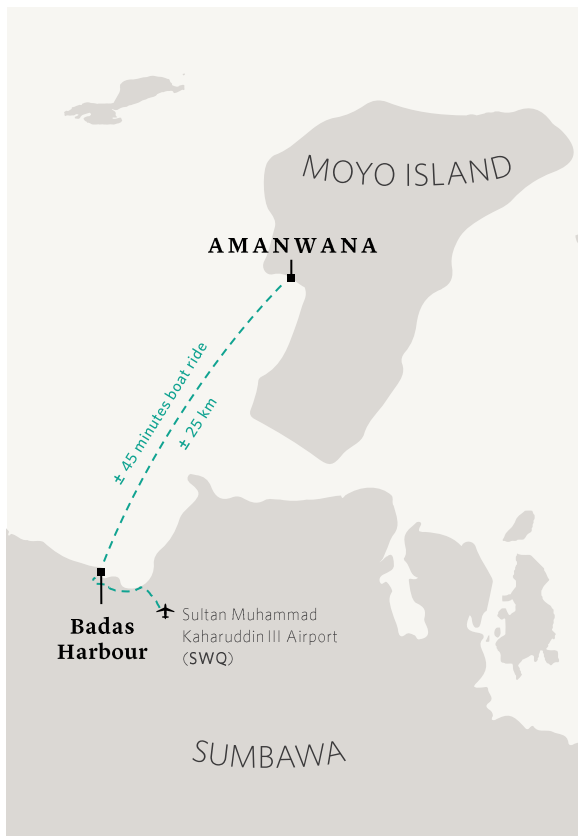 MOYO ISLAND
AMANWANA
± 45 minutes boat ride
± 25 km
Badas
Harbour
Sultan Muhammad
Kaharuddin III Airport
(SWQ)
SUMBAWA